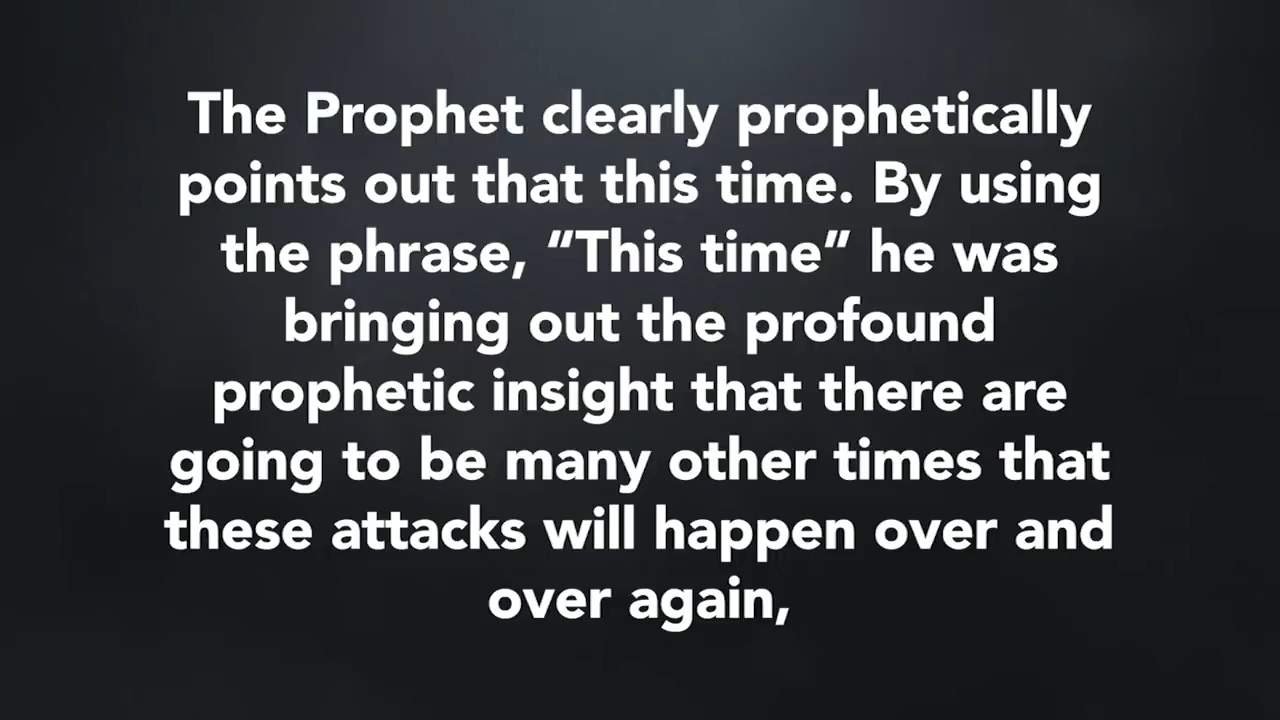 The Prophet clearly prophetically
points out that this time. By using
the phrase, “This time” he was
bringing out the profound
prophetic insight that there are
going to be many other times that
these attacks will happen over and
over again,